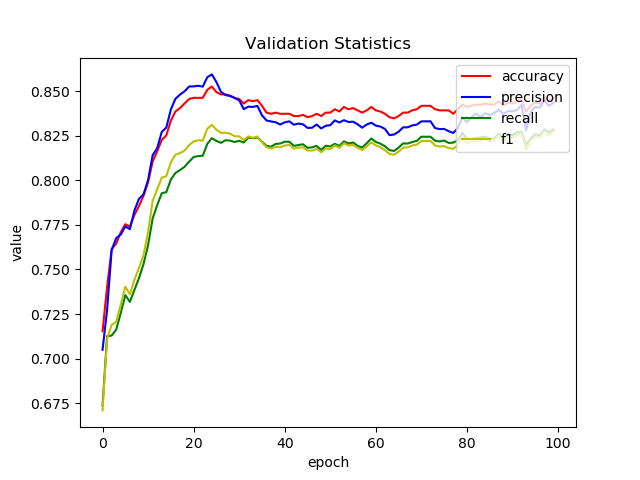 Validation Statistics
accuracy
precision
recall
f1
0.850
0.825
0.800
0.775
0.750
0.725
0.700
0.675
value
0 20 40 60 80 100
epoch